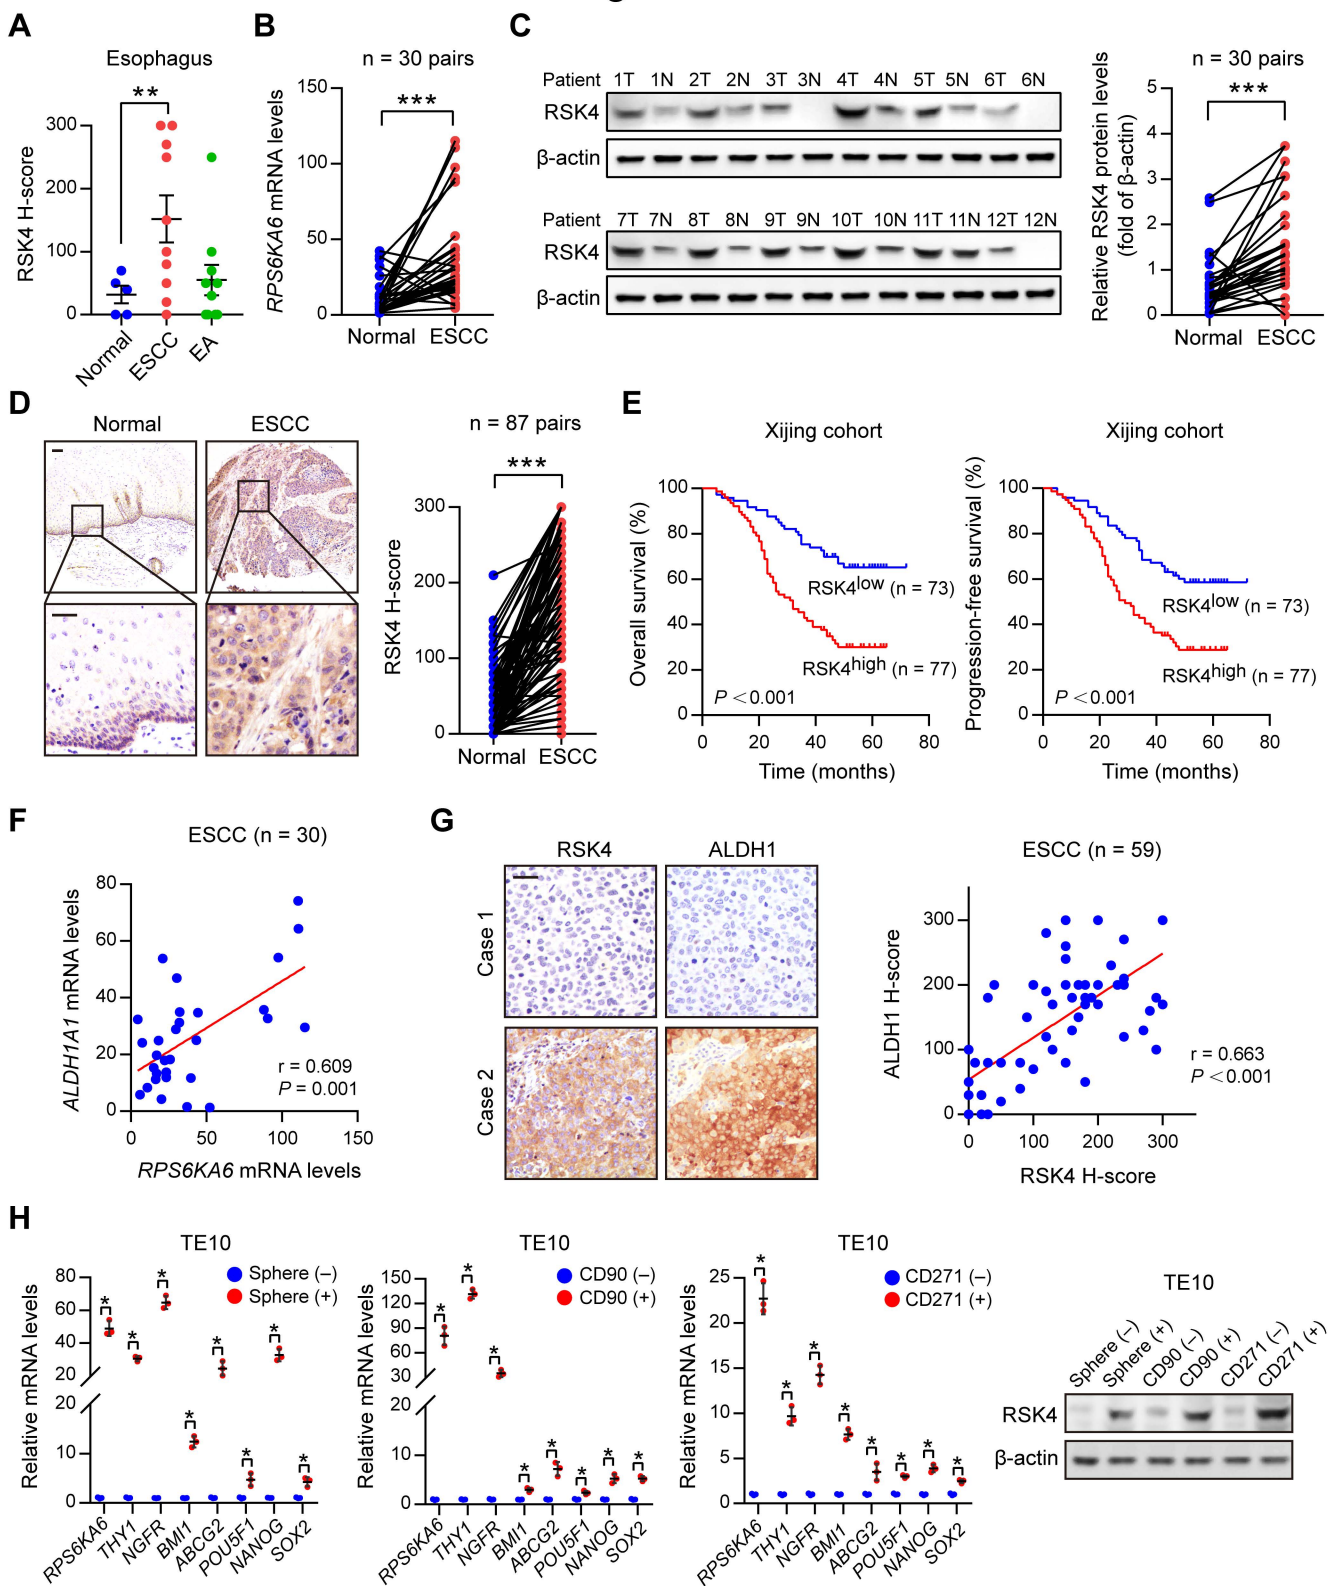 A
Esophagus
**
RSK4 H-score
300
200
100
0
Normal
ESCC
EA
B
n = 30 pairs
***
RPS6KA6 mRNA levels
150
100
50
0
Normal
ESCC
C
Patient 1T 1N 2T 2N 3T 3N 4T 4N 5T 5N 6T 6N
RSK4
β-actin
Patient 7T 7N 8T 8N 9T 9N 10T 10N 11T 11N 12T 12N
RSK4
β-actin
n = 30 pairs
***
Relative RSK4 protein levels
(fold of β-actin)
5
4
3
2
1
0
Normal
ESCC
D
Normal
ESCC
n = 87 pairs
***
RSK4 H-score
300
200
100
0
Normal
ESCC
E
Xijing cohort
Overall survival (%)
100
80
60
40
20
0
RSK4low (n = 73)
RSK4high (n = 77)
P < 0.001
0 20 40 60 80
Time (months)
Xijing cohort
Progression-free survival (%)
100
80
60
40
20
0
RSK4low (n = 73)
RSK4high (n = 77)
P < 0.001
0 20 40 60 80
Time (months)
F
ESCC (n = 30)
ALDH1A1 mRNA levels
80
60
40
20
0
r = 0.609
P = 0.001
0 50 100 150
RPS6KA6 mRNA levels
G
RSK4
ALDH1
Case 1
Case 2
ESCC (n = 59)
ALDH1 H-score
300
200
100
0
r = 0.663
P < 0.001
0 100 200 300
RSK4 H-score
H
TE10
Sphere (–)
Sphere (+)
Relative mRNA levels
80
60
40
20
20
10
0
* * * * * * * *
RPS6KA6
THY1
NGFR
BMI1
ABCG2
POU5F1
NANOG
SOX2
TE10
CD90 (–)
CD90 (+)
Relative mRNA levels
150
120
90
60
30
20
10
0
* * * * * * * *
RPS6KA6
THY1
NGFR
BMI1
ABCG2
POU5F1
NANOG
SOX2
TE10
CD271 (–)
CD271 (+)
Relative mRNA levels
25
20
15
10
5
0
* * * * * * * *
RPS6KA6
THY1
NGFR
BMI1
ABCG2
POU5F1
NANOG
SOX2
TE10
Sphere (–)
Sphere (+)
CD90 (–)
CD90 (+)
CD271 (–)
CD271 (+)
RSK4
β-actin